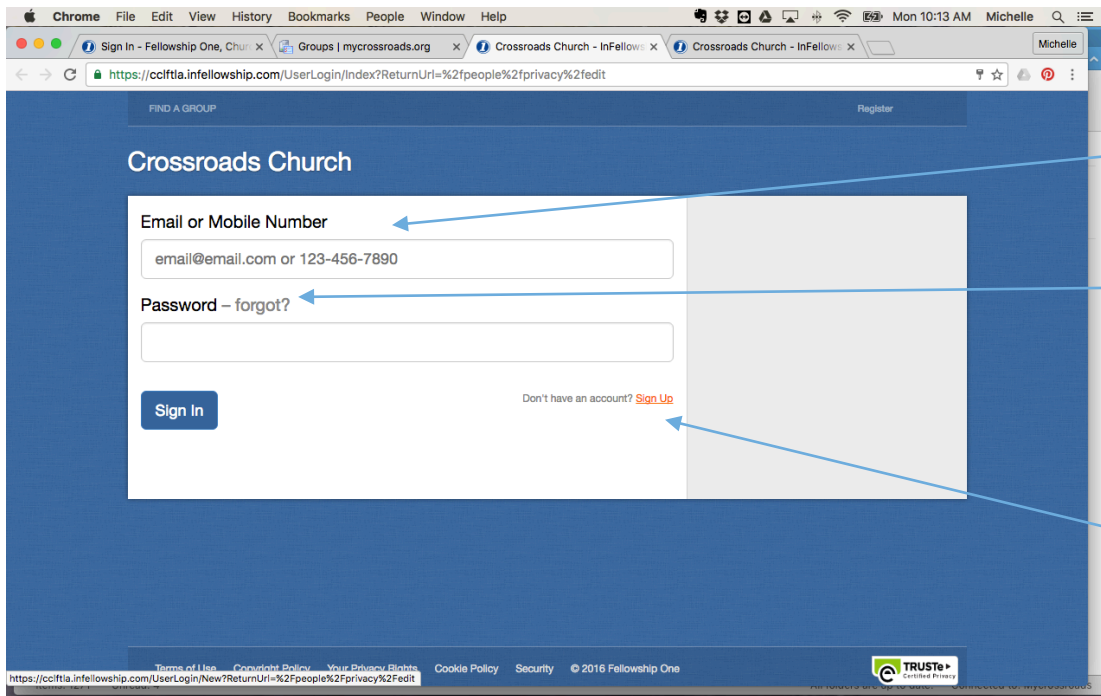 Chrome File Edit View History Bookmarks People Window Help Mon 10:13 AM Michelle
Sign In - Fellowship One, Chur Groups | mycrossroads.org Crossroads Church - InFellows Crossroads Church - InFellows Michelle
https://cclftla.infellowship.com/UserLogin/Index?ReturnUrl=%2fpeople%2fprivacy%2fedit
FIND A GROUP Register
Crossroads Church
Email or Mobile Number
email@email.com or 123-456-7890
Password – forgot?
Sign In
Don't have an account? Sign Up
Terms of Use Copyright Policy Your Privacy Rights Cookie Policy Security © 2016 Fellowship One
TRUSTe
Certified Privacy
https://cclftla.infellowship.com/UserLogin/New?ReturnUrl=%2Fpeople%2Fprivacy%2Fedit
All folders are up to date. Connected to: Mycrossroads